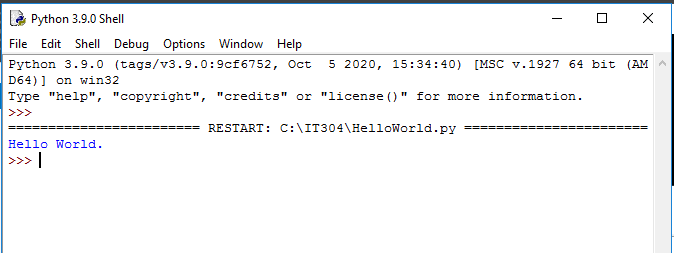 Python 3.9.0 Shell
File Edit Shell Debug Options Window Help
Python 3.9.0 (tags/v3.9.0:9cf6752, Oct  5 2020, 15:34:40) [MSC v.1927 64 bit (AM
D64)] on win32
Type "help", "copyright", "credits" or "license()" for more information.
>>>
======================== RESTART: C:\IT304\HelloWorld.py =======================
Hello World.
>>>